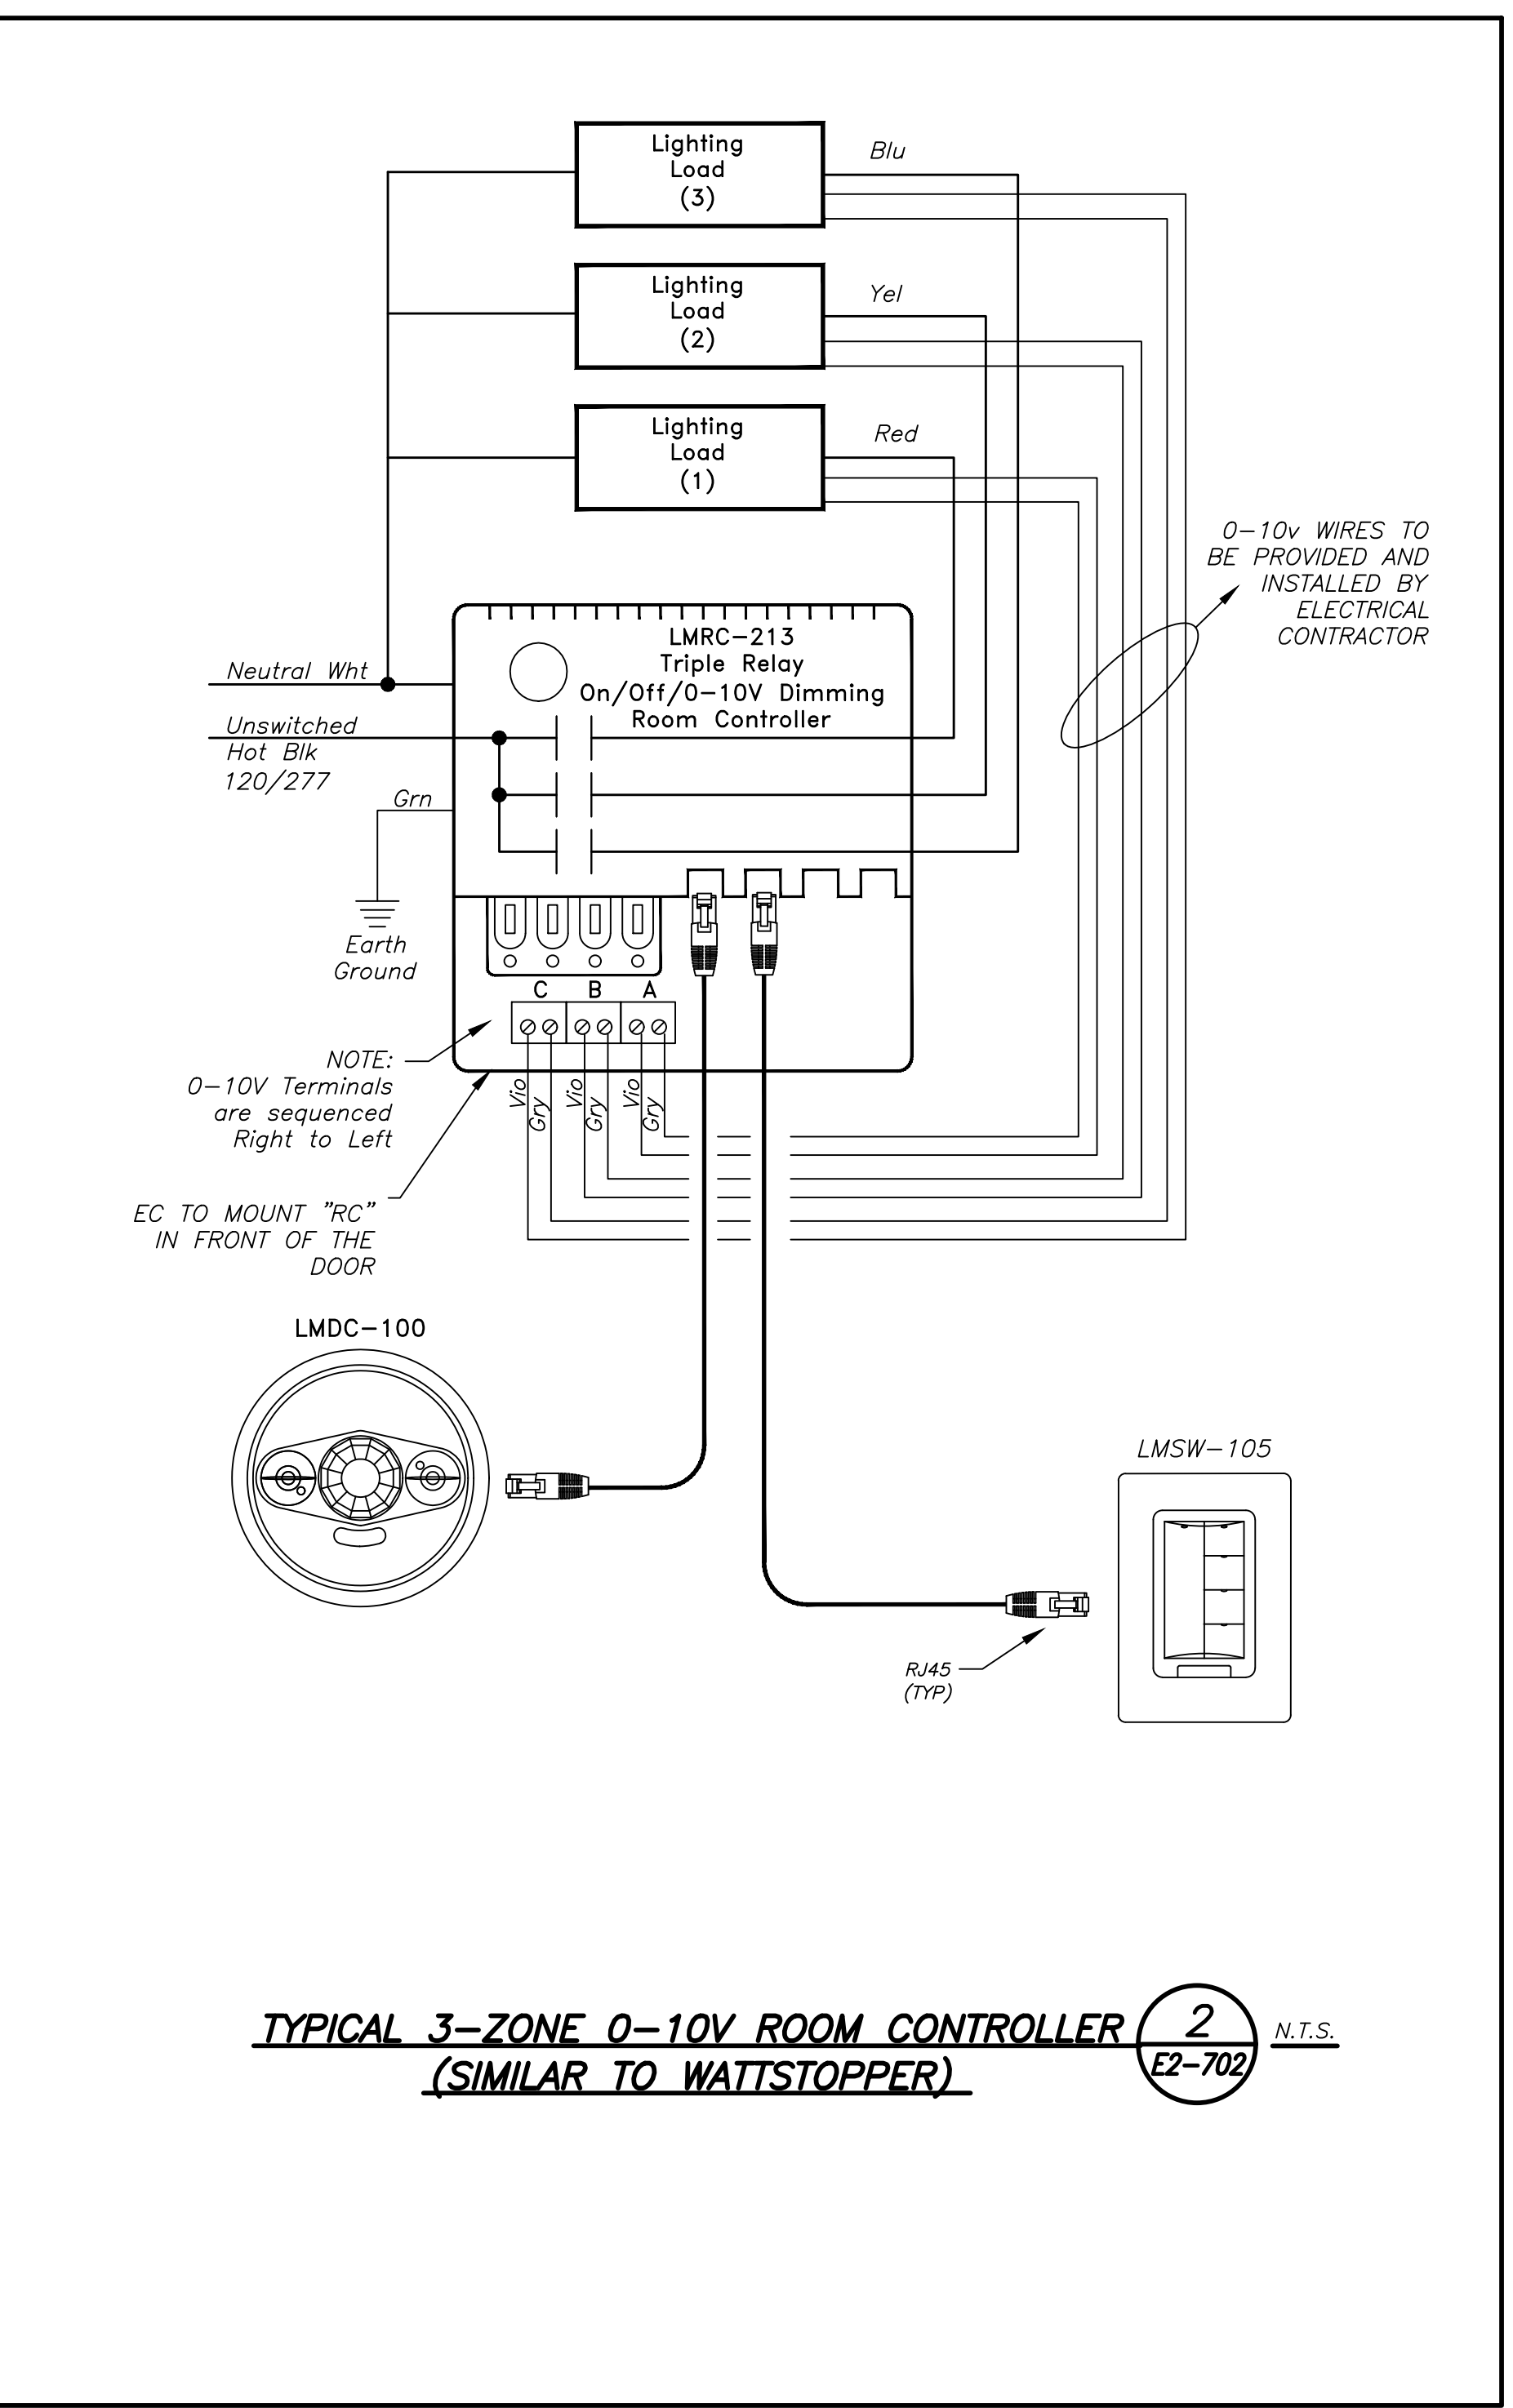 Lighting
Load
(3)
Blu
Lighting
Load
(2)
Yel
Lighting
Load
(1)
Red
0-10v WIRES TO
BE PROVIDED AND
INSTALLED BY
ELECTRICAL
CONTRACTOR
LMRC-213
Triple Relay
On/Off/0-10V Dimming
Room Controller
Neutral Wht
Unswitched
Hot Blk
120/277
Grn
Earth
Ground
C B A
NOTE:
0-10V Terminals
are sequenced
Right to Left
Vio
Gry
Vio
Gry
Vio
Gry
EC TO MOUNT "RC"
IN FRONT OF THE
DOOR
LMDC-100
LMSW-105
RJ45
(TYP)
TYPICAL 3-ZONE 0-10V ROOM CONTROLLER
(SIMILAR TO WATTSTOPPER)
2
E2-702
N.T.S.